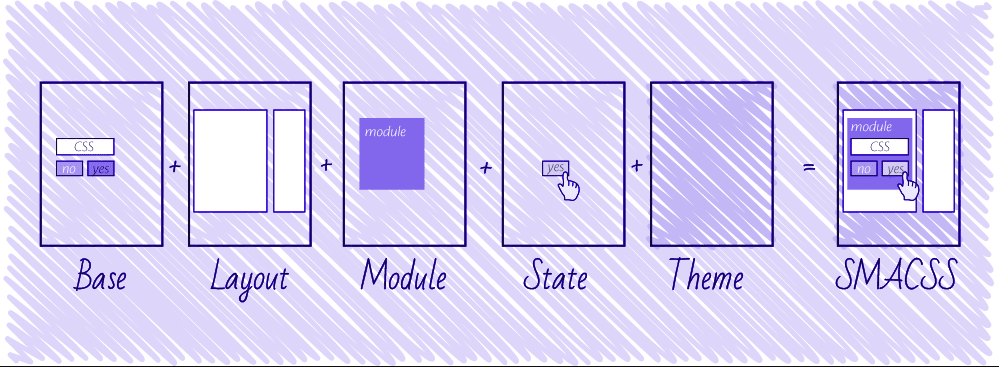 CSS
no yes
Base
+
Layout
+
module
Module
+
yes
State
+
Theme
=
module
CSS
no yes
SMACSS